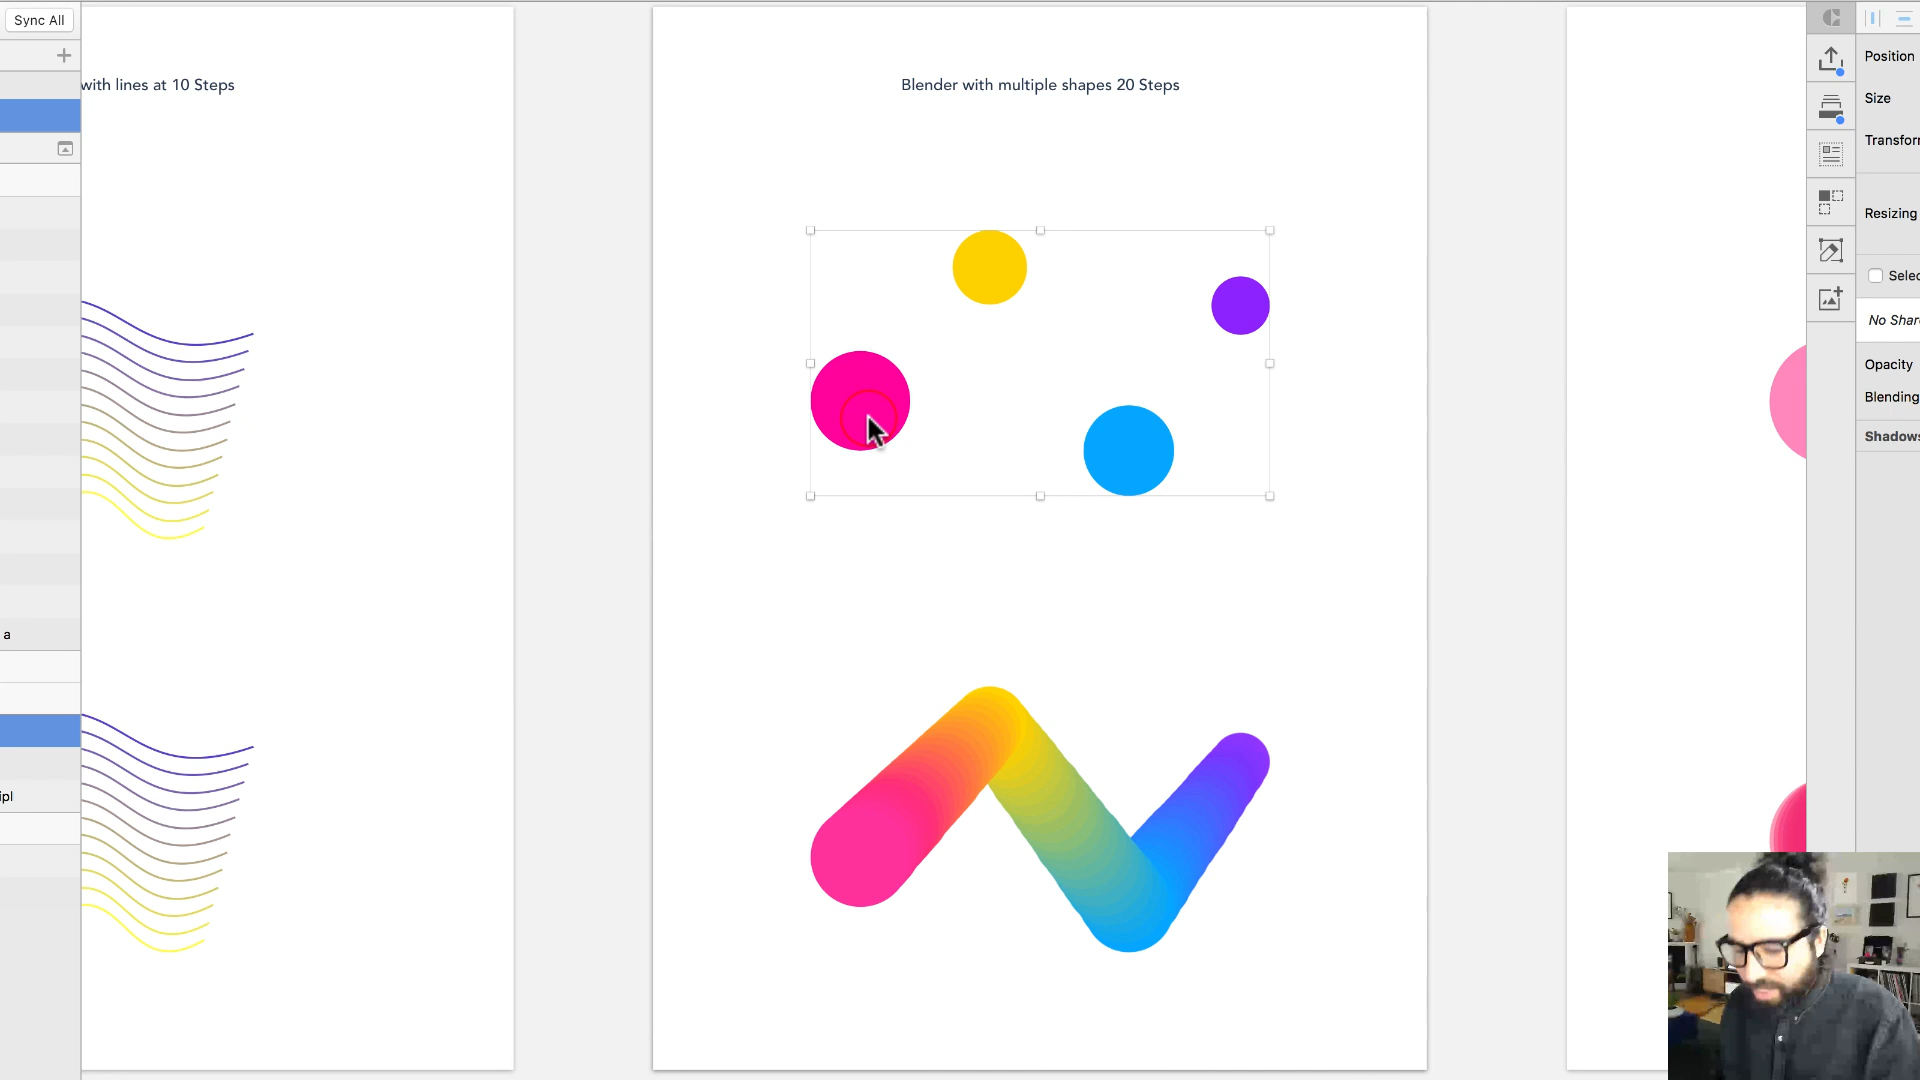 Sync All
with lines at 10 Steps
Blender with multiple shapes 20 Steps
Position
Size
Transfor
Resizing
Selec
No Shar
Opacity
Blending
Shadows
a
ipl